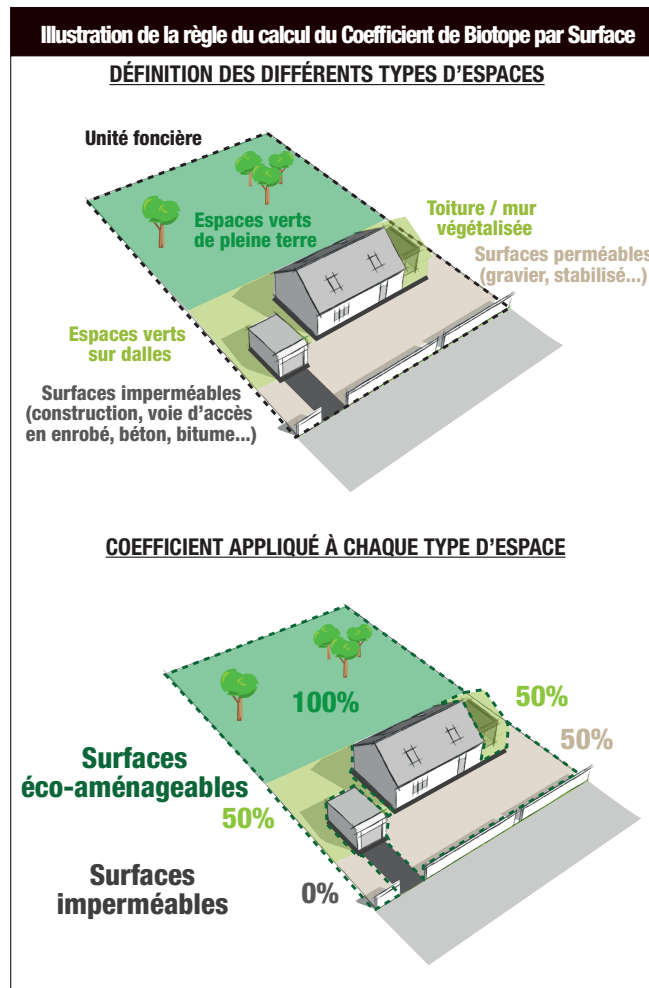 Illustration de la règle du calcul du Coefficient de Biotope par Surface
DÉFINITION DES DIFFÉRENTS TYPES D'ESPACES
Unité foncière
Espaces verts
de pleine terre
Toiture / mur
végétalisée
Surfaces perméables
(gravier, stabilisé...)
Espaces verts
sur dalles
Surfaces imperméables
(construction, voie d'accès
en enrobé, béton, bitume...)
COEFFICIENT APPLIQUÉ À CHAQUE TYPE D'ESPACE
100%
50%
50%
Surfaces
éco-aménageables
50%
Surfaces
imperméables
0%